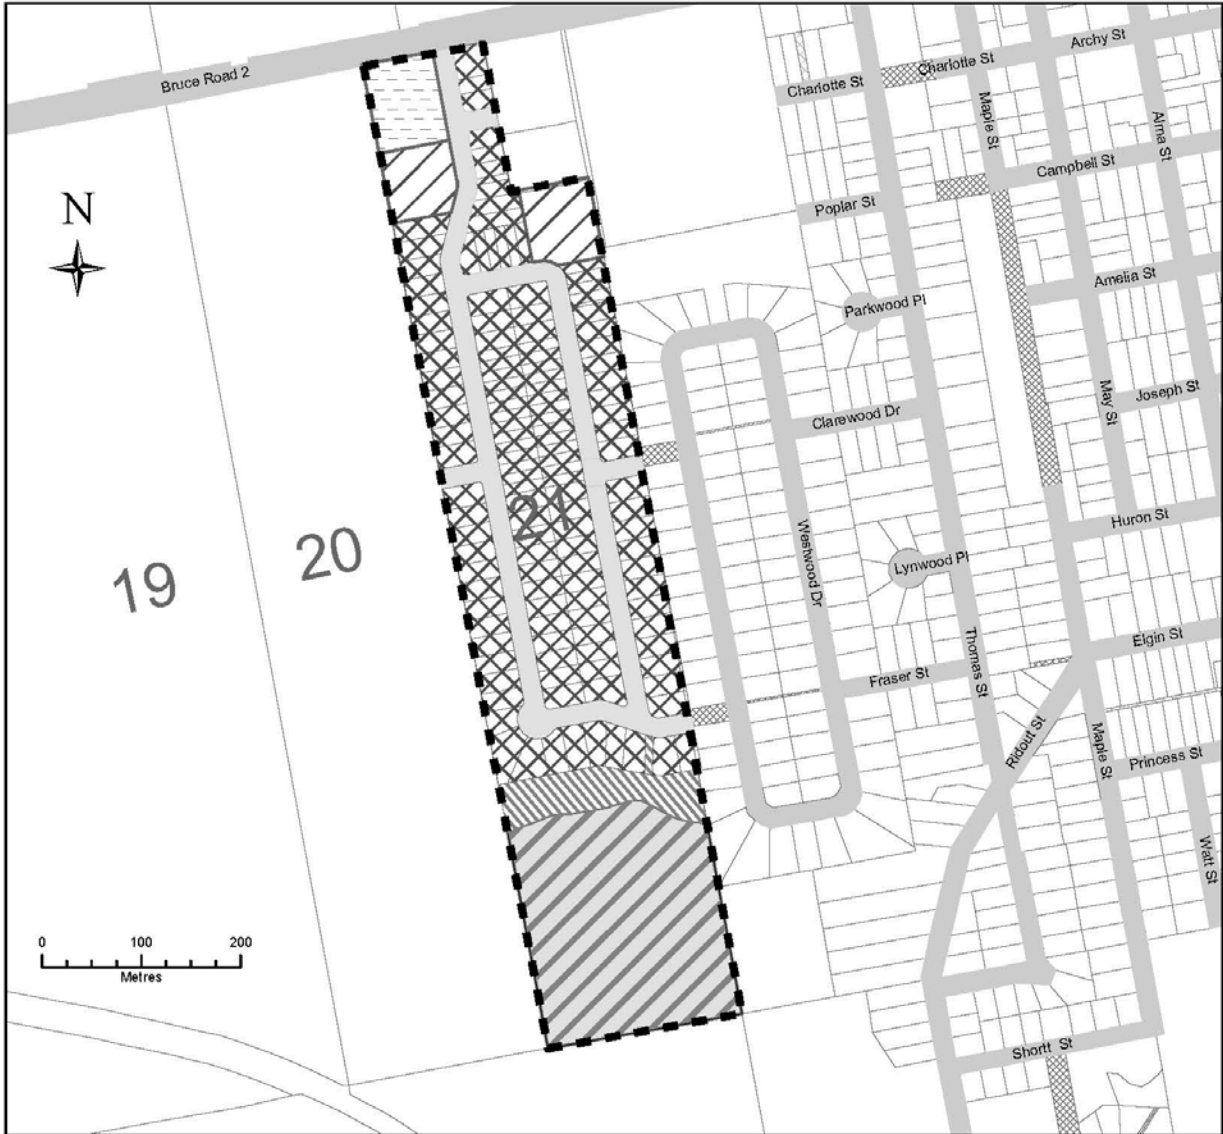 Archy St
Charlotte St
Bruce Road 2
Charlotte St
Maple St
Alma St
Campbell St
N
Poplar St
Amelia St
Parkwood Pl
Joseph St
May St
Clarewood Dr
21
Huron St
20
19
Westwood Dr
Lynwood Pl
Elgin St
Thomas St
Fraser St
Ridout St
Maple St
Princess St
Watt St
0 100 200
Metres
Shortt St